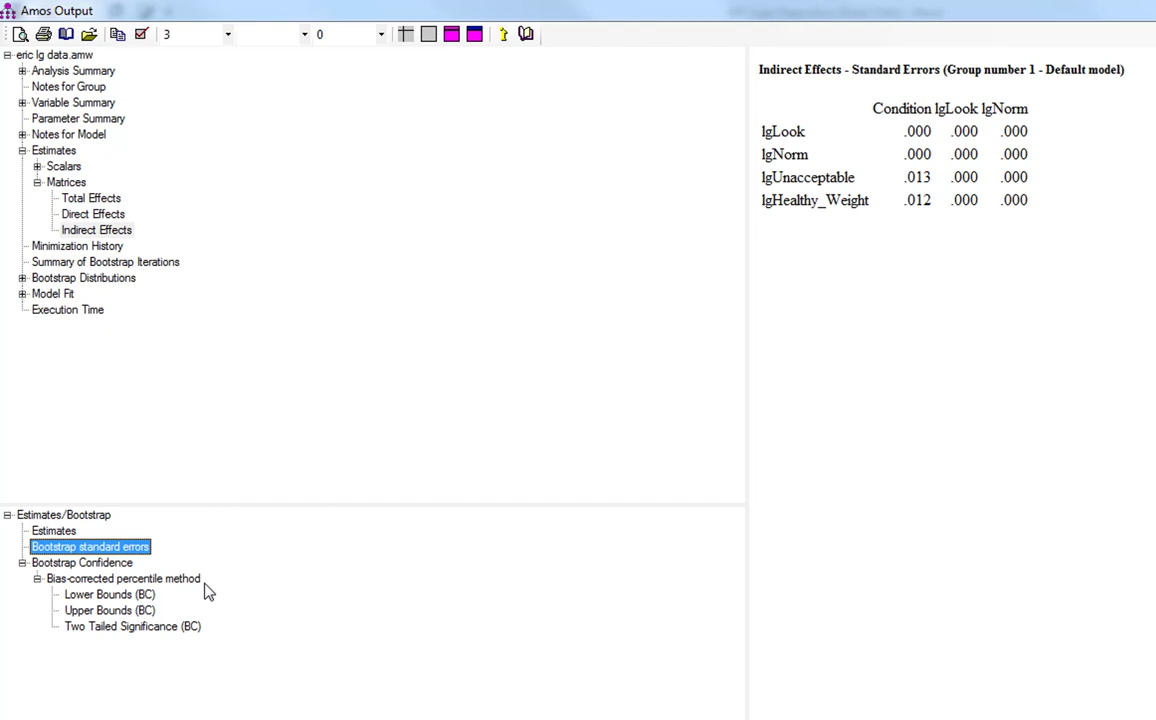 Amos Output
3 0
eric lg data.amw
Analysis Summary
Notes for Group
Variable Summary
Parameter Summary
Notes for Model
Estimates
Scalars
Matrices
Total Effects
Direct Effects
Indirect Effects
Minimization History
Summary of Bootstrap Iterations
Bootstrap Distributions
Model Fit
Execution Time
Estimates/Bootstrap
Estimates
Bootstrap standard errors
Bootstrap Confidence
Bias-corrected percentile method
Lower Bounds (BC)
Upper Bounds (BC)
Two Tailed Significance (BC)
Indirect Effects - Standard Errors (Group number 1 - Default model)
Condition lgLook lgNorm
lgLook .000 .000 .000
lgNorm .000 .000 .000
lgUnacceptable .013 .000 .000
lgHealthy_Weight .012 .000 .000